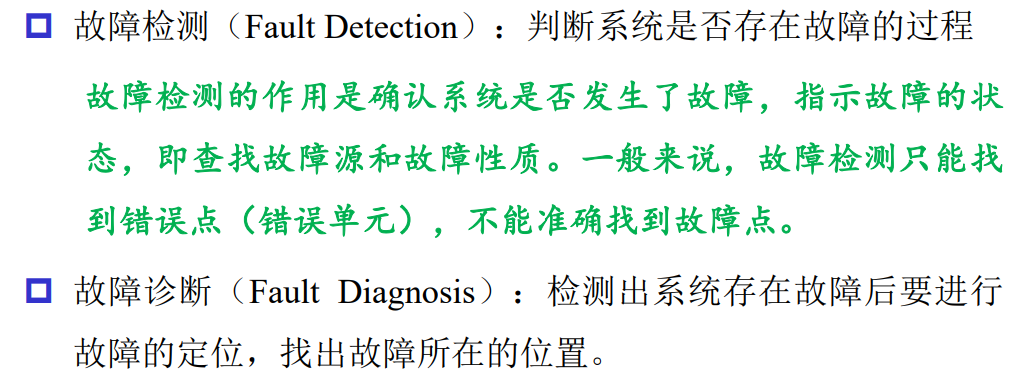 故障检测（Fault Detection）：判断系统是否存在故障的过程
故障检测的作用是确认系统是否发生了故障，指示故障的状
态，即查找故障源和故障性质。一般来说，故障检测只能找
到错误点（错误单元），不能准确找到故障点。
故障诊断（Fault Diagnosis）：检测出系统存在故障后要进行
故障的定位，找出故障所在的位置。